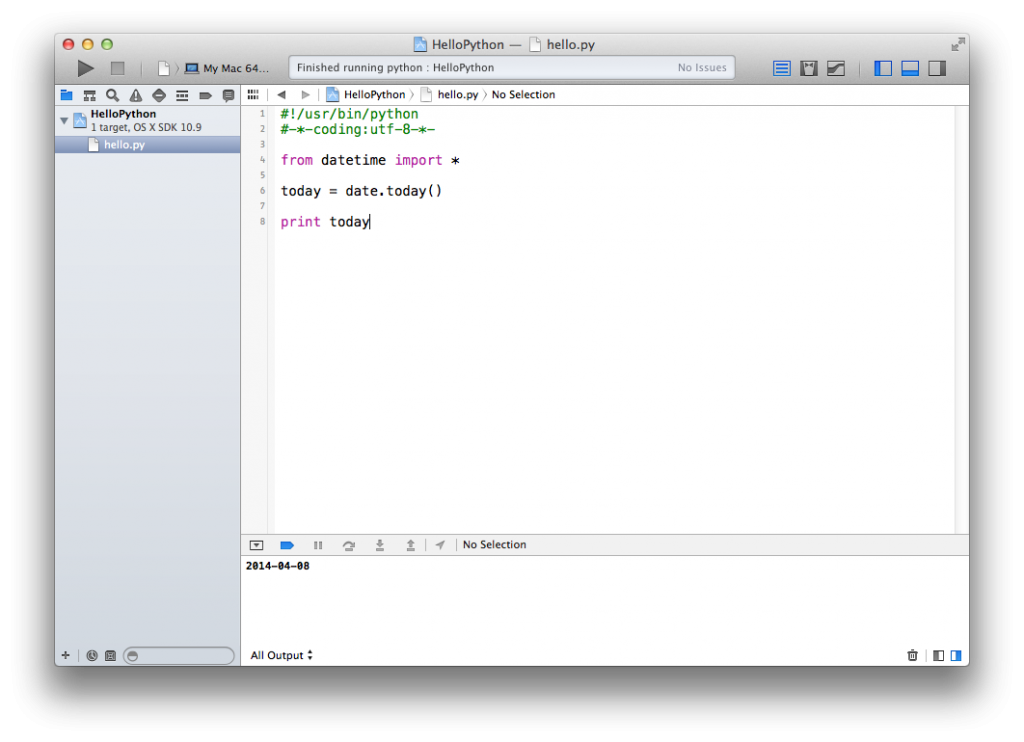 HelloPython — hello.py
My Mac 64...
Finished running python : HelloPython
No Issues
HelloPython
1 target, OS X SDK 10.9
hello.py
HelloPython 〉 hello.py 〉 No Selection
1 #!/usr/bin/python
2 #-*-coding:utf-8-*-
3
4 from datetime import *
5
6 today = date.today()
7
8 print today
No Selection
2014-04-08
All Output